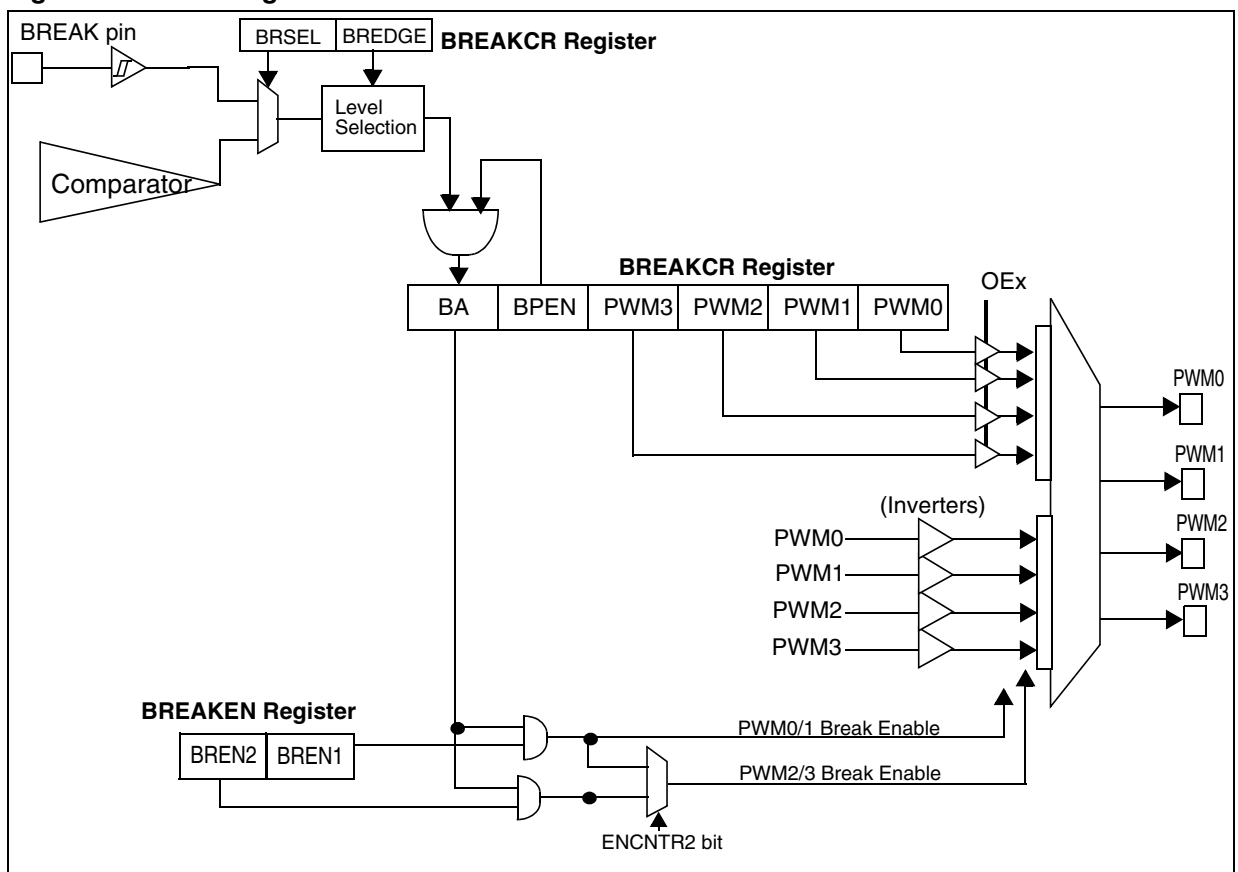 BREAK pin
BRSEL BREDGE BREAKCR Register
Level
Selection
Comparator
BREAKCR Register
OEx
BA BPEN PWM3 PWM2 PWM1 PWM0
PWM0
PWM1
(Inverters)
PWM0
PWM2
PWM1
PWM2
PWM3
PWM3
BREAKEN Register
PWM0/1 Break Enable
BREN2 BREN1
PWM2/3 Break Enable
ENCNTR2 bit